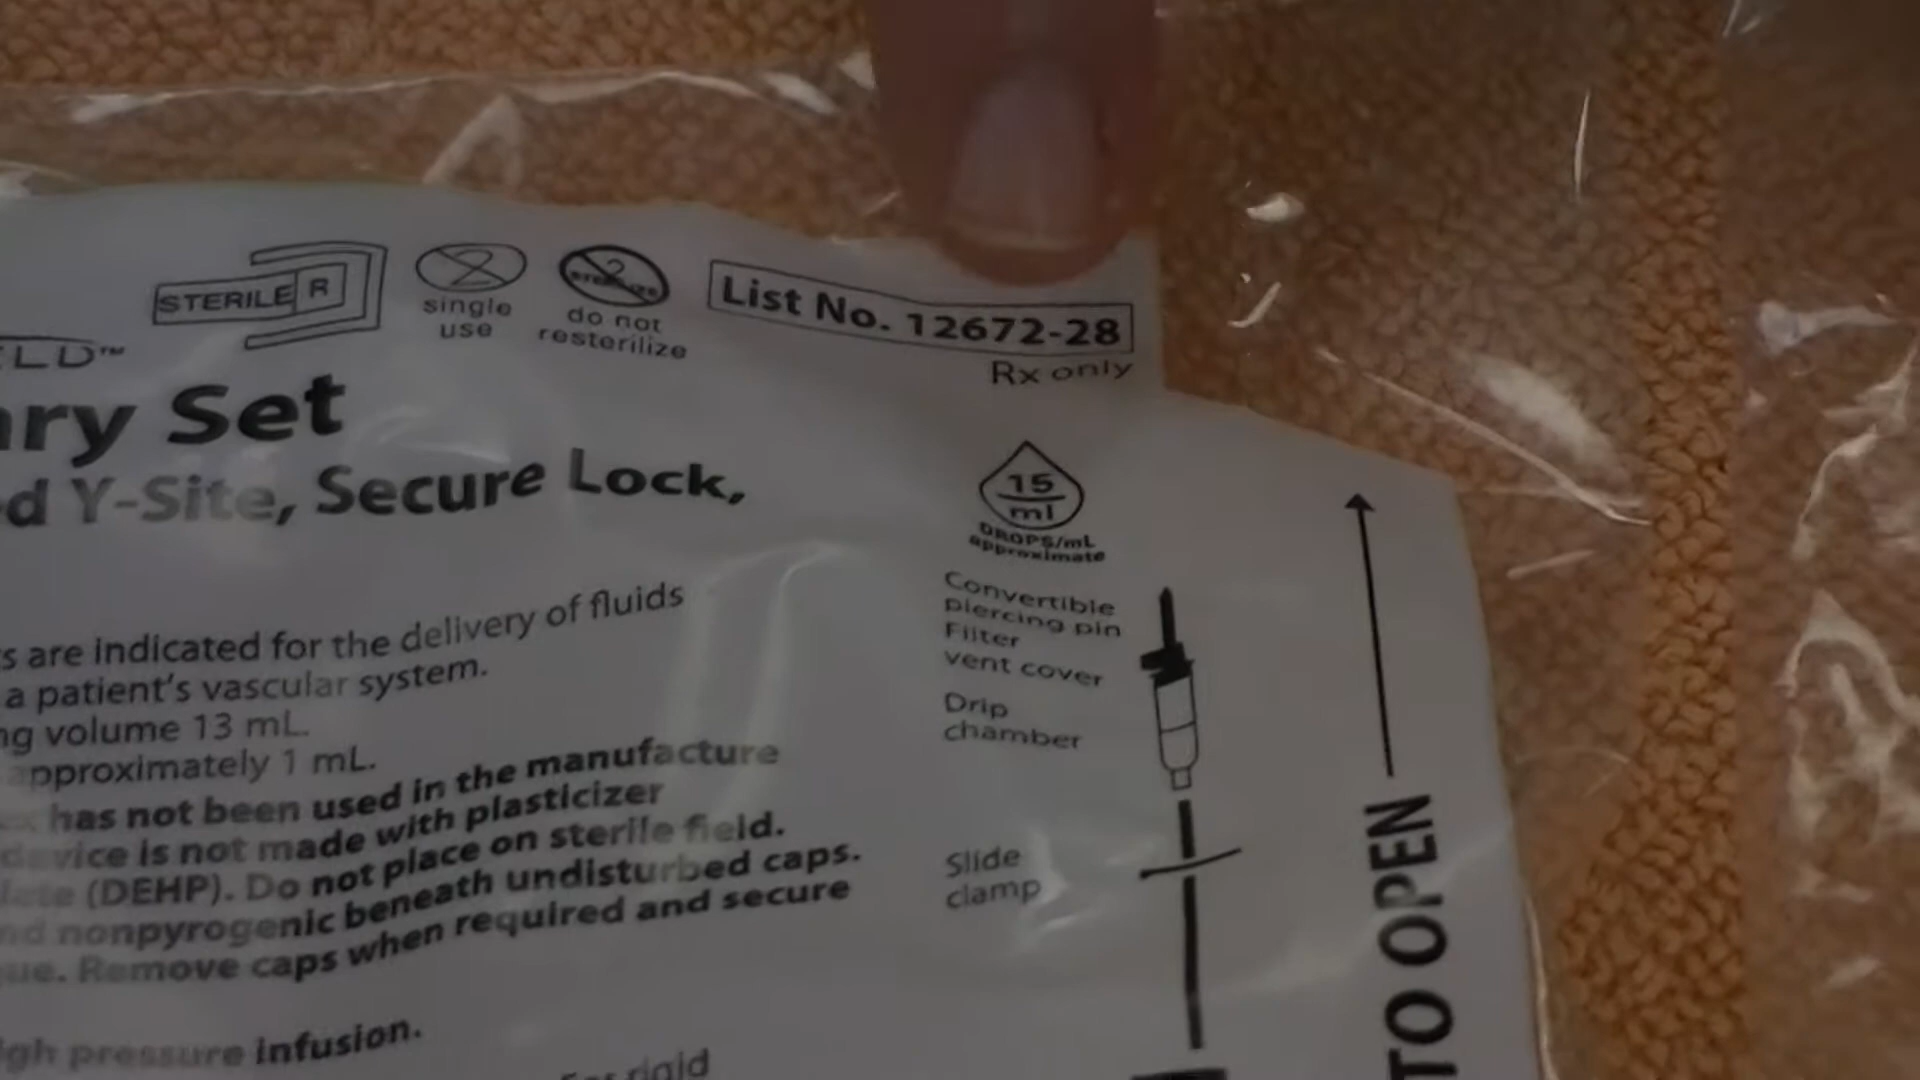 STERILE R
single
use
2
STERILIZE
do not
resterilize
List No. 12672-28
Rx only
LD™
ry Set
d Y-Site, Secure Lock,
15
ml
DROPS/mL
approximate
s are indicated for the delivery of fluids
a patient's vascular system.
g volume 13 mL.
approximately 1 mL.
has not been used in the manufacture
device is not made with plasticizer
(DEHP). Do not place on sterile field.
nd nonpyrogenic beneath undisturbed caps.
ue. Remove caps when required and secure
gh pressure infusion.
For rigid
Convertible
piercing pin
Filter
vent cover
Drip
chamber
Slide
clamp
TO OPEN